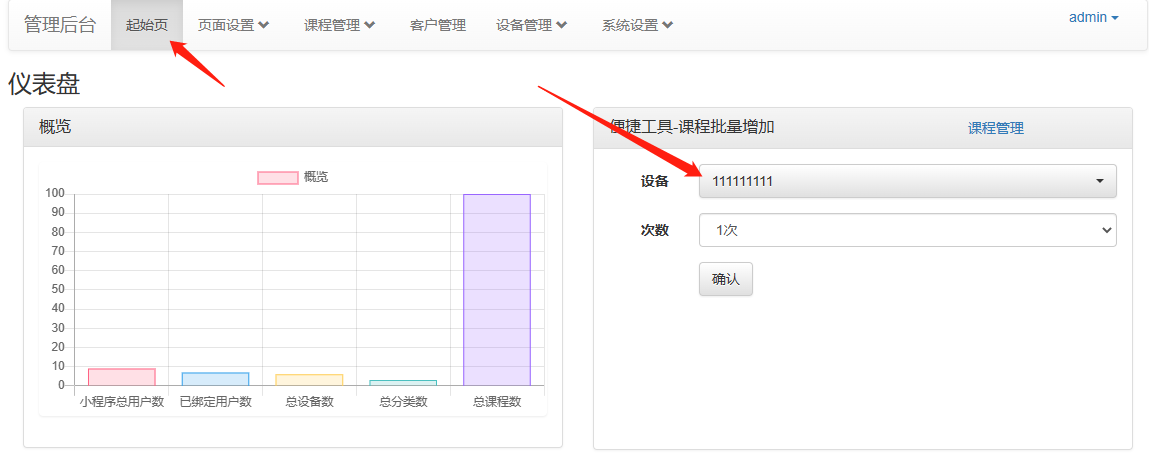 管理后台 起始页 页面设置 课程管理 客户管理 设备管理 系统设置 admin
仪表盘
概览
概览
100
90
80
70
60
50
40
30
20
10
0
小程序总用户数 已绑定用户数 总设备数 总分类数 总课程数
便捷工具-课程批量增加 课程管理
设备 111111111
次数 1次
确认